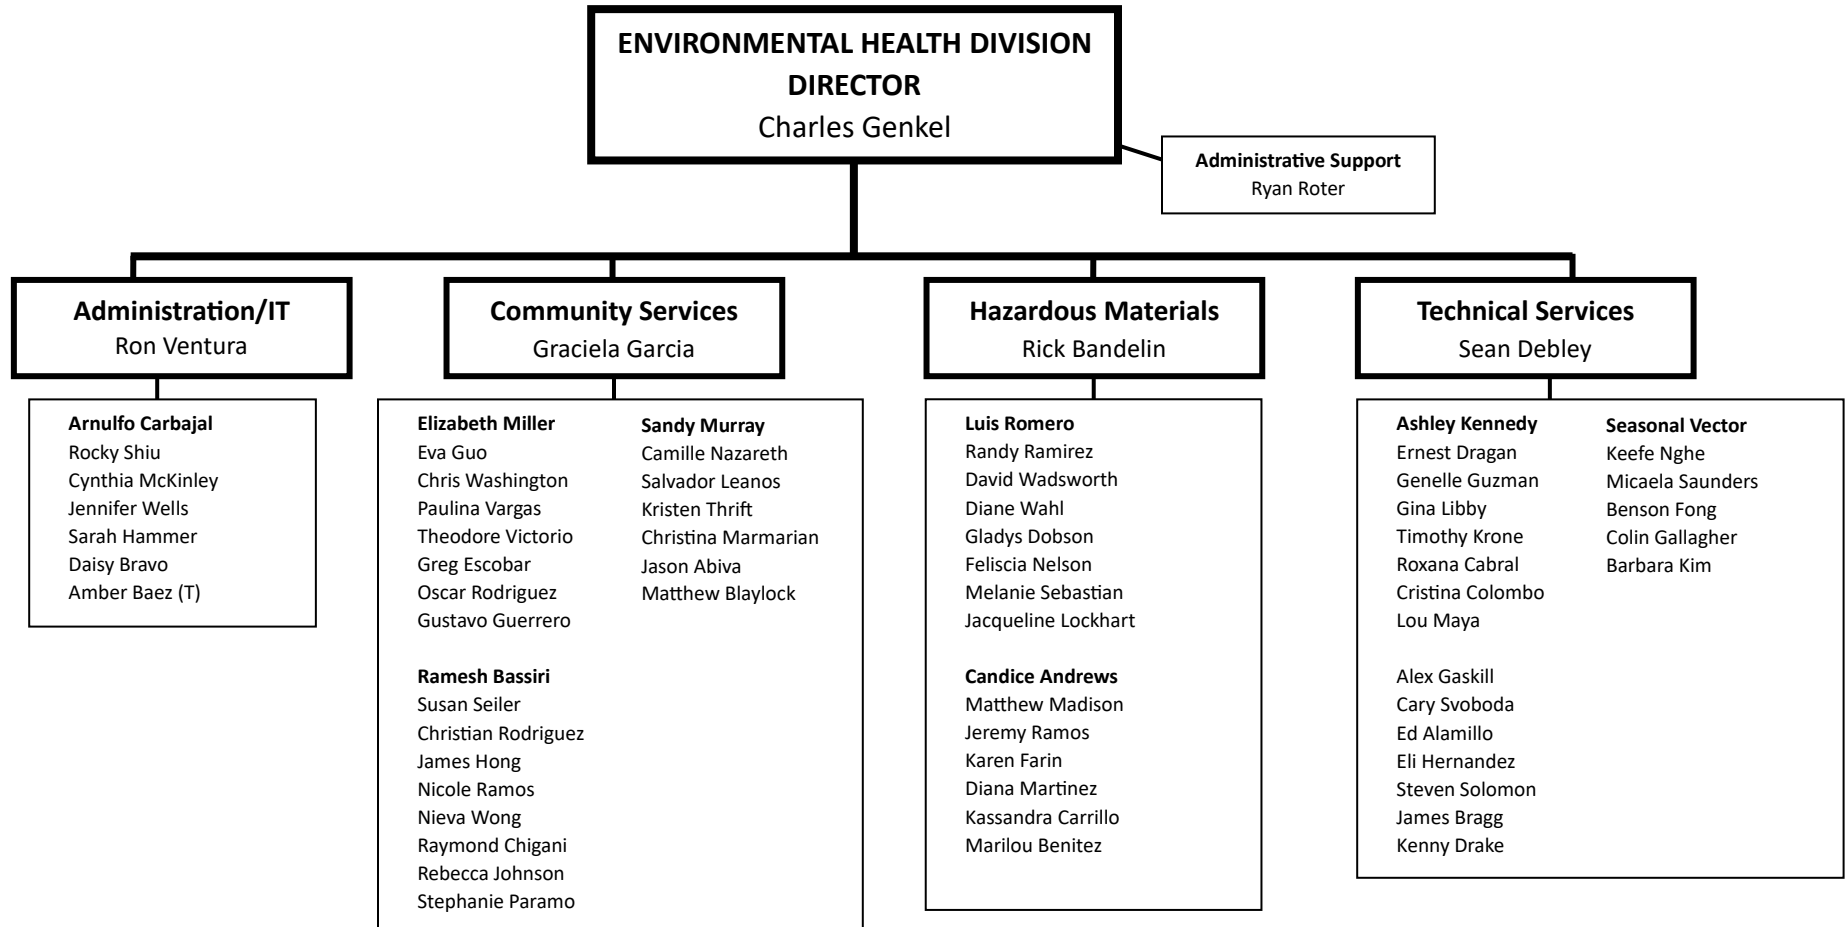 ENVIRONMENTAL HEALTH DIVISION
DIRECTOR
Charles Genkel
Administrative Support
Ryan Roter
Administration/IT
Ron Ventura
Arnulfo Carbajal
Rocky Shiu
Cynthia McKinley
Jennifer Wells
Sarah Hammer
Daisy Bravo
Amber Baez (T)
Community Services
Graciela Garcia
Elizabeth Miller
Eva Guo
Chris Washington
Paulina Vargas
Theodore Victorio
Greg Escobar
Oscar Rodriguez
Gustavo Guerrero
Ramesh Bassiri
Susan Seiler
Christian Rodriguez
James Hong
Nicole Ramos
Nieva Wong
Raymond Chigani
Rebecca Johnson
Stephanie Paramo
Sandy Murray
Camille Nazareth
Salvador Leanos
Kristen Thrift
Christina Marmarian
Jason Abiva
Matthew Blaylock
Hazardous Materials
Rick Bandelin
Luis Romero
Randy Ramirez
David Wadsworth
Diane Wahl
Gladys Dobson
Feliscia Nelson
Melanie Sebastian
Jacqueline Lockhart
Candice Andrews
Matthew Madison
Jeremy Ramos
Karen Farin
Diana Martinez
Kassandra Carrillo
Marilou Benitez
Technical Services
Sean Debley
Ashley Kennedy
Ernest Dragan
Genelle Guzman
Gina Libby
Timothy Krone
Roxana Cabral
Cristina Colombo
Lou Maya
Alex Gaskill
Cary Svoboda
Ed Alamillo
Eli Hernandez
Steven Solomon
James Bragg
Kenny Drake
Seasonal Vector
Keefe Nghe
Micaela Saunders
Benson Fong
Colin Gallagher
Barbara Kim